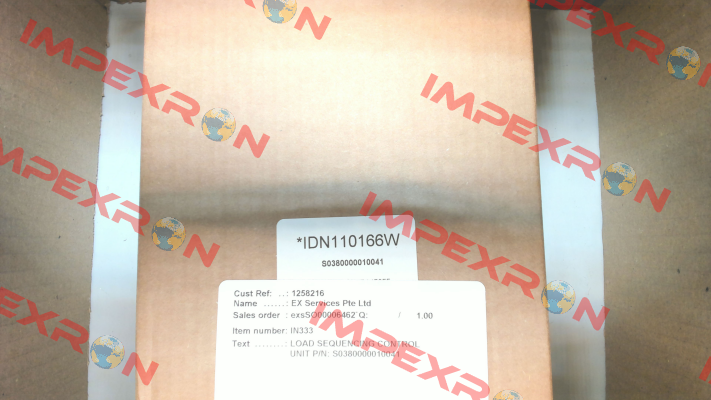 IMPEXRON
IMPEXRON
IMPEXRON
IMPEXRON
IMPEXRON
IMPEXRON
*IDN110166W
S0380000010041
Cust Ref: ..: 1258216
Name ......: EX Services Pte Ltd
Sales order : exsSO00006462 Q: / 1.00
Item number: IN333
Text ........: LOAD SEQUENCING CONTROL
UNIT P/N: S0380000010041
IMPEXRON
IMPEXRON